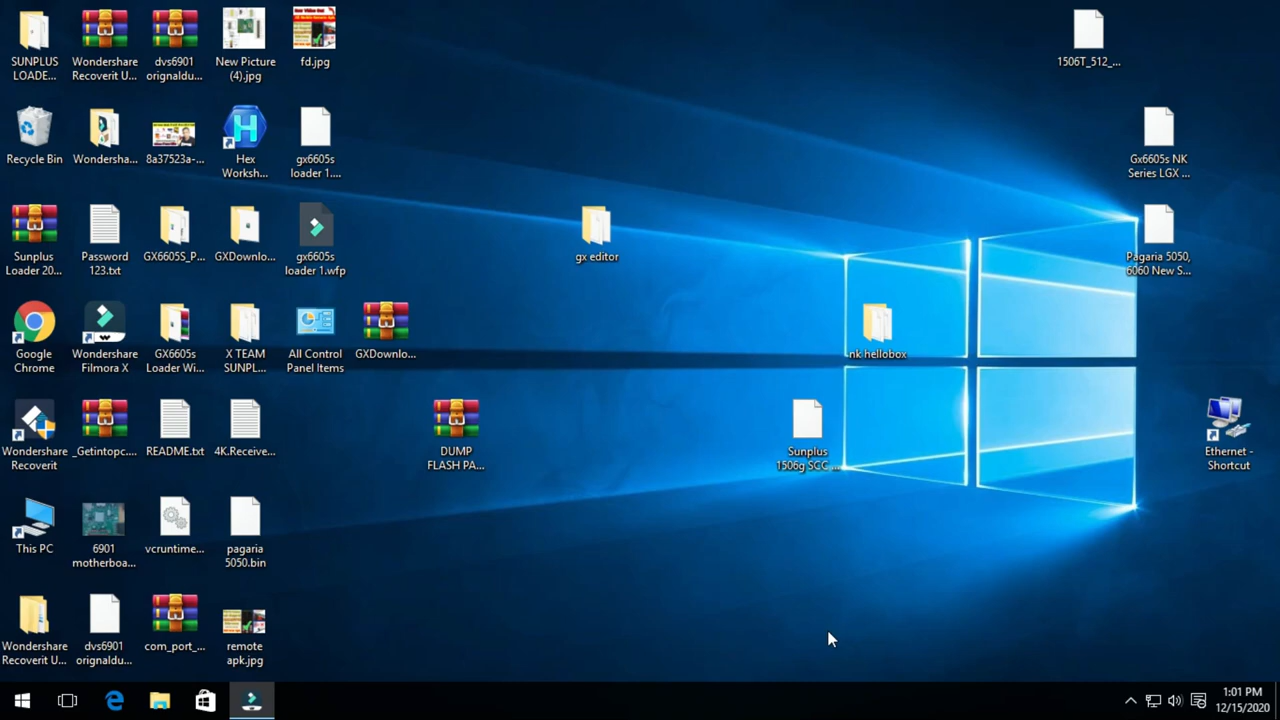 SUNPLUS
LOADE...
Wondershare
Recoverit U...
dvs6901
orignaldu...
New Picture
(4).jpg
fd.jpg
1506T_512_...
Recycle Bin
Wondersha...
8a37523a-...
Hex
Worksh...
gx6605s
loader 1....
Gx6605s NK
Series LGX ...
Sunplus
Loader 20...
Password
123.txt
GX6605S_P...
GXDownlo...
gx6605s
loader 1.wfp
gx editor
Pagaria 5050,
6060 New S...
Google
Chrome
Wondershare
Filmora X
GX6605s
Loader Wi...
X TEAM
SUNPL...
All Control
Panel Items
GXDownlo...
nk hellobox
Wondershare
Recoverit
_Getintopc....
README.txt
4K.Receive...
DUMP
FLASH PA...
Sunplus
1506g SCC ...
Ethernet -
Shortcut
This PC
6901
motherboa...
vcruntime...
pagaria
5050.bin
Wondershare
Recoverit U...
dvs6901
orignaldu...
com_port_...
remote
apk.jpg
1:01 PM
12/15/2020